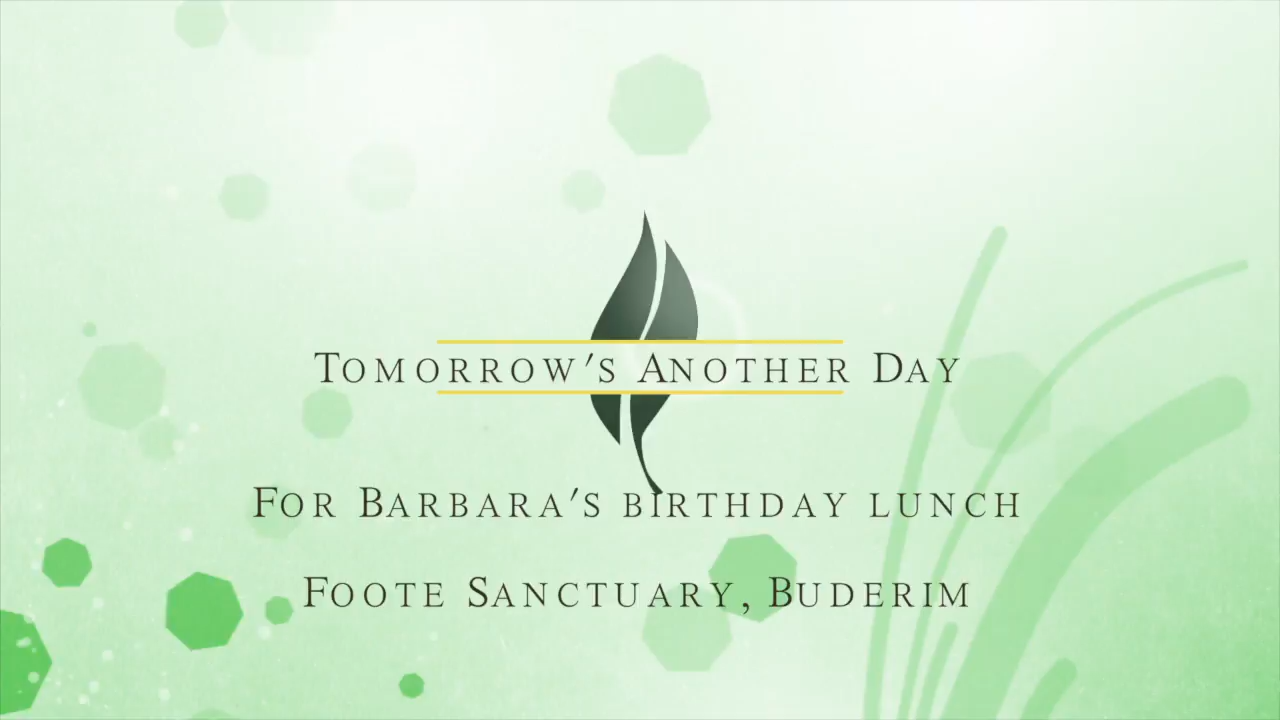 Tomorrow's Another Day
For Barbara's birthday lunch
Foote Sanctuary, Buderim